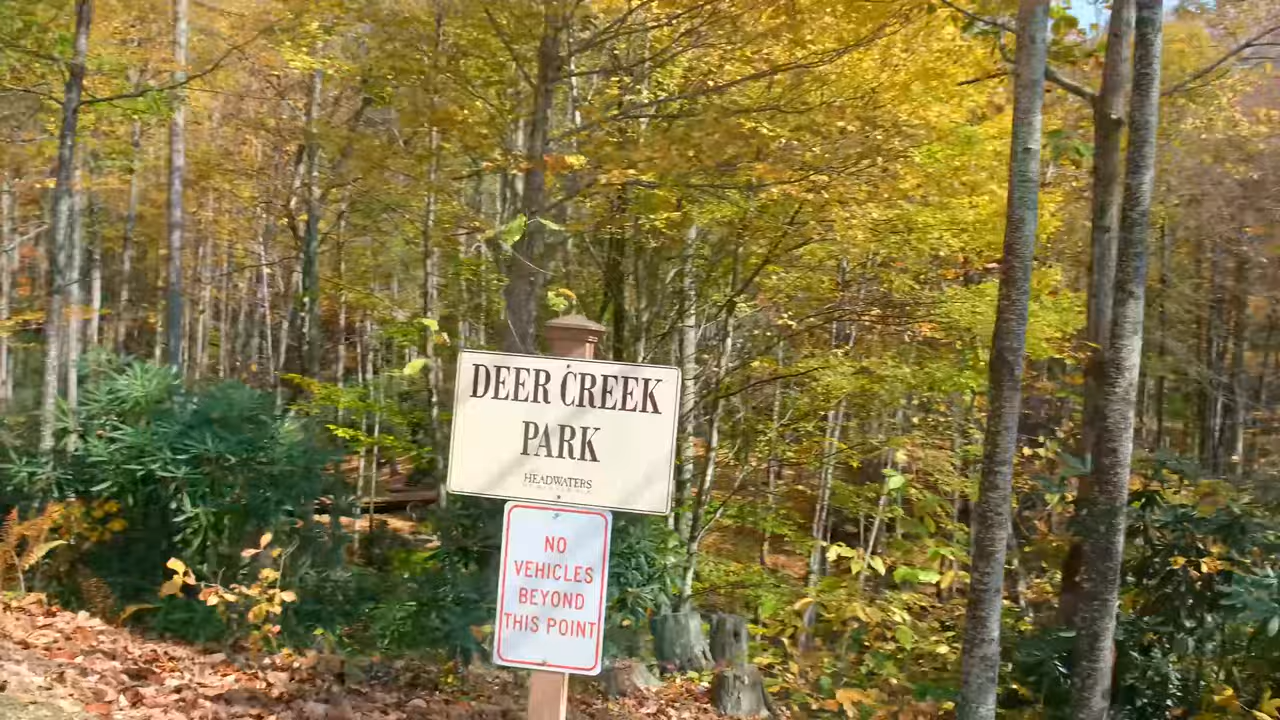 DEER CREEK
PARK
HEADWATERS
NO
VEHICLES
BEYOND
THIS POINT